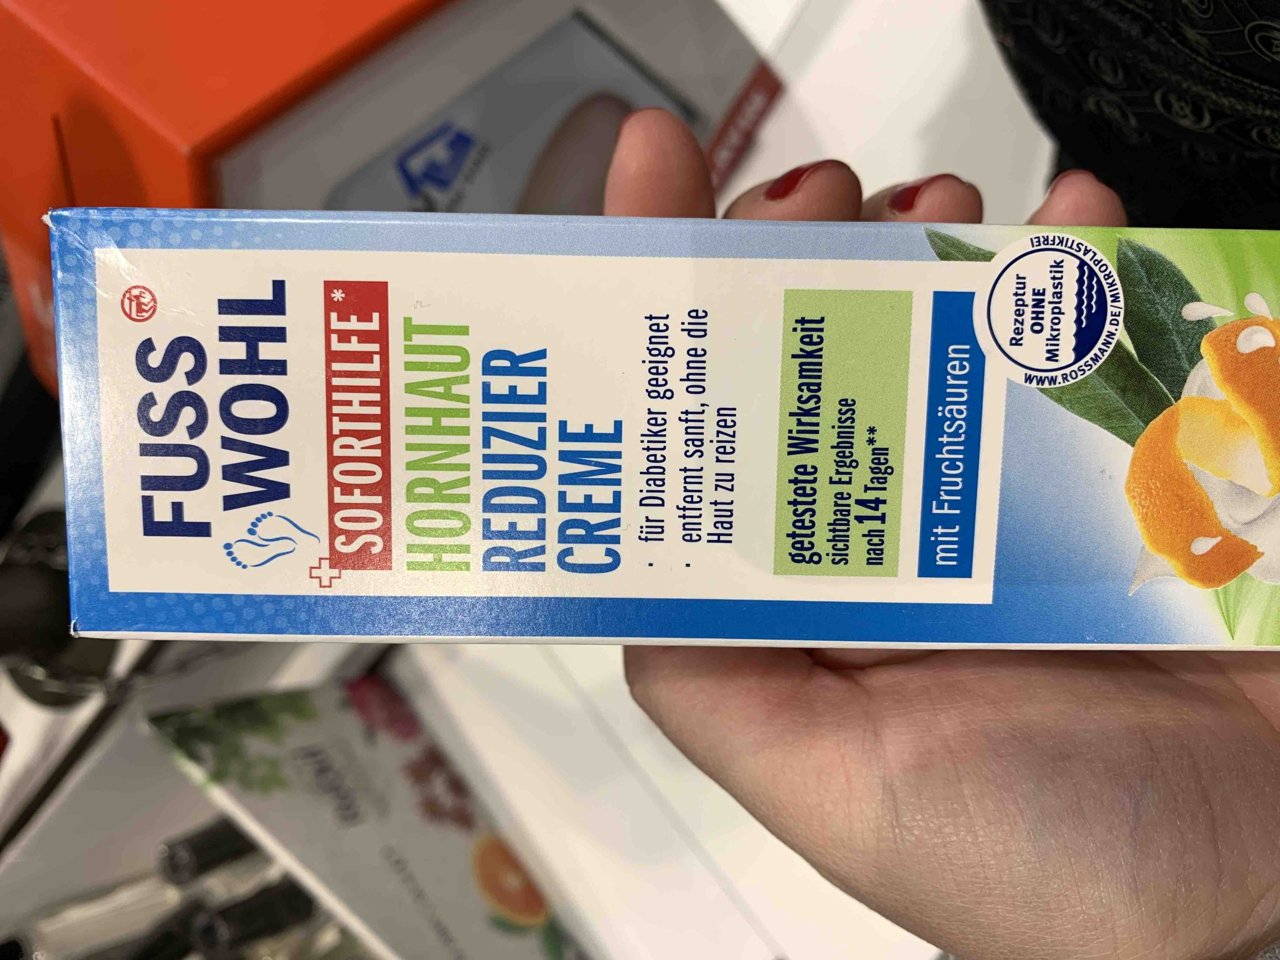 FUSS
WOHL
SOFORTHILFE*
HORNHAUT
REDUZIER
CREME
· für Diabetiker geeignet
· entfernt sanft, ohne die
Haut zu reizen
getestete Wirksamkeit
sichtbare Ergebnisse
nach 14 Tagen**
mit Fruchtsäuren
Rezeptur
OHNE
Mikroplastik
WWW.ROSSMANN.DE/MIKROPLASTIKFREI